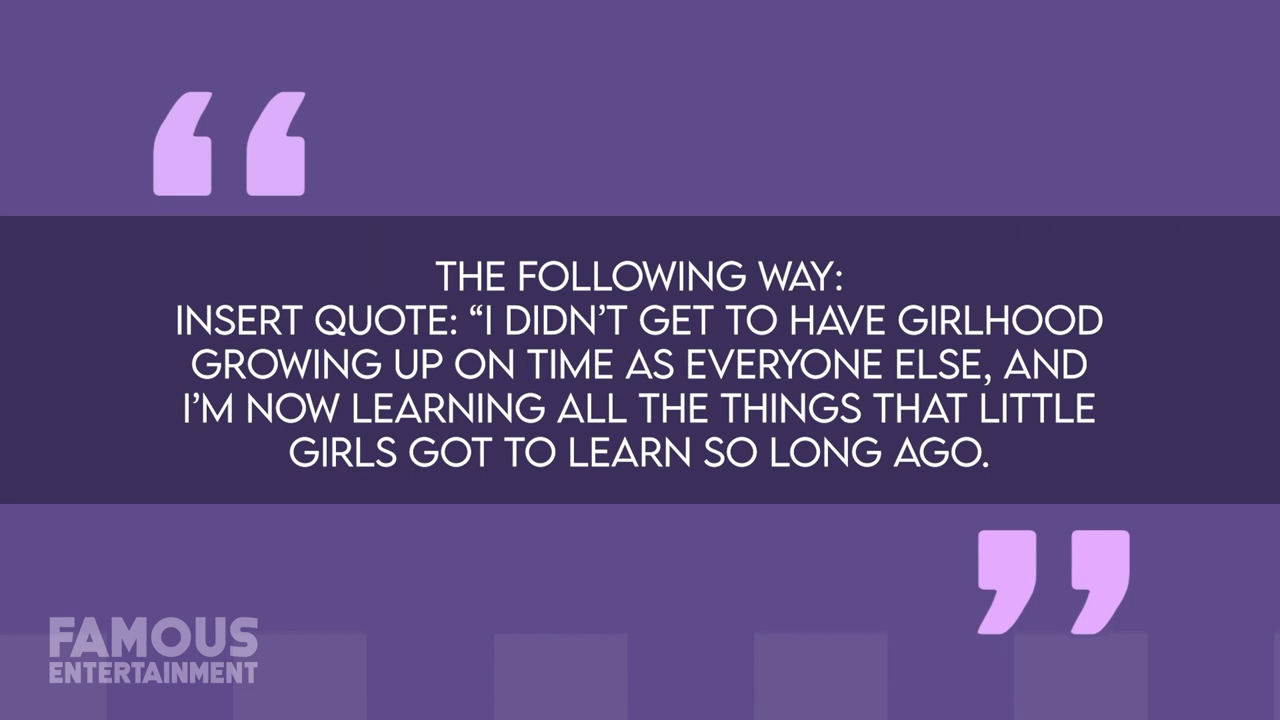 THE FOLLOWING WAY:
INSERT QUOTE: “I DIDN’T GET TO HAVE GIRLHOOD
GROWING UP ON TIME AS EVERYONE ELSE, AND
I’M NOW LEARNING ALL THE THINGS THAT LITTLE
GIRLS GOT TO LEARN SO LONG AGO.
FAMOUS
ENTERTAINMENT